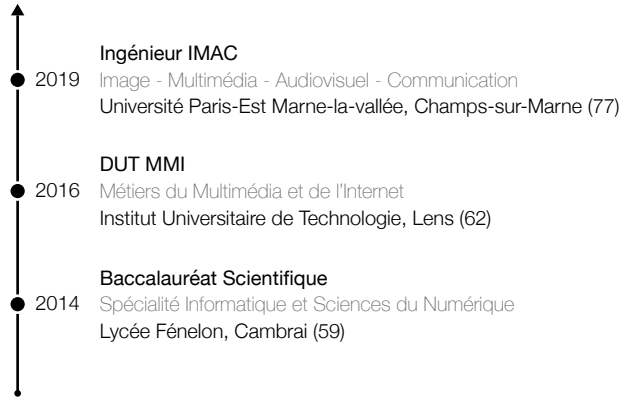 Ingénieur IMAC
2019 Image - Multimédia - Audiovisuel - Communication
Université Paris-Est Marne-la-vallée, Champs-sur-Marne (77)
DUT MMI
2016 Métiers du Multimédia et de l'Internet
Institut Universitaire de Technologie, Lens (62)
Baccalauréat Scientifique
2014 Spécialité Informatique et Sciences du Numérique
Lycée Fénelon, Cambrai (59)